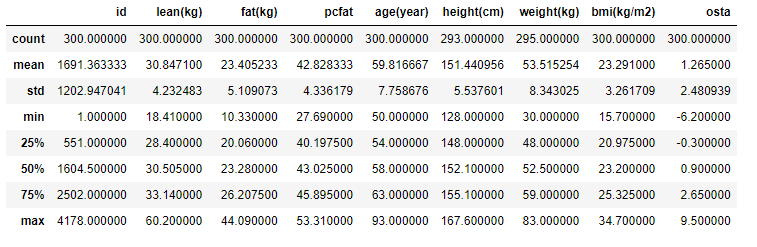 id lean(kg) fat(kg) pcfat age(year) height(cm) weight(kg) bmi(kg/m2) osta
count 300.000000 300.000000 300.000000 300.000000 300.000000 293.000000 295.000000 300.000000 300.000000
mean 1691.363333 30.847100 23.405233 42.828333 59.816667 151.440956 53.515254 23.291000 1.265000
std 1202.947041 4.232483 5.109073 4.336179 7.758676 5.537601 8.343025 3.261709 2.480939
min 1.000000 18.410000 10.330000 27.690000 50.000000 128.000000 30.000000 15.700000 -6.200000
25% 551.000000 28.400000 20.060000 40.197500 54.000000 148.000000 48.000000 20.975000 -0.300000
50% 1604.500000 30.505000 23.280000 43.025000 58.000000 152.100000 52.500000 23.200000 0.900000
75% 2502.000000 33.140000 26.207500 45.895000 63.000000 155.100000 59.000000 25.325000 2.650000
max 4178.000000 60.200000 44.090000 53.310000 93.000000 167.600000 83.000000 34.700000 9.500000